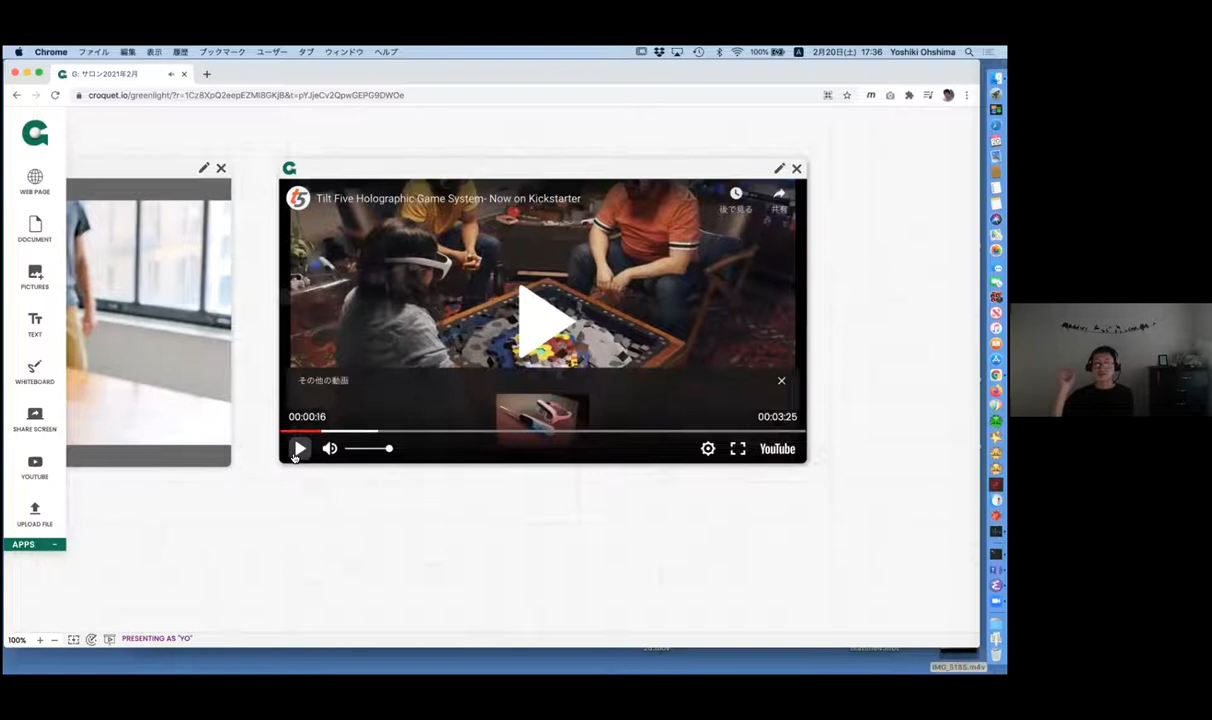 Chrome ファイル 編集 表示 履歴 ブックマーク ユーザー タブ ウィンドウ ヘルプ 100% A 2月20日(土) 17:36 Yoshiki Ohshima
G: サロン2021年2月
croquet.io/greenlight/?r=1Cz8XpQ2eepEZMl8GKjB&t=pYJjeCv2QpwGEPG9DWOe
WEB PAGE
DOCUMENT
PICTURES
TEXT
WHITEBOARD
SHARE SCREEN
YOUTUBE
UPLOAD FILE
APPS
t5 Tilt Five Holographic Game System- Now on Kickstarter
後で見る 共有
その他の動画
00:00:16 00:03:25
YouTube
100% + − PRESENTING AS "YO"
IMG_5185.m4v